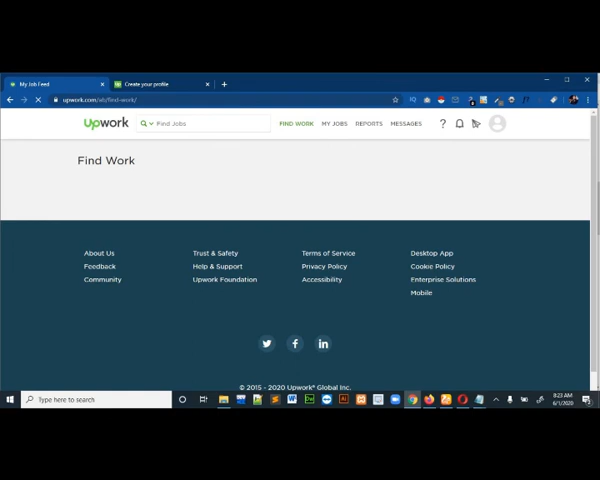 My Job Feed
Create your profile
upwork.com/ab/find-work/
upwork
Find Jobs
FIND WORK
MY JOBS
REPORTS
MESSAGES
Find Work
About Us
Trust & Safety
Terms of Service
Desktop App
Feedback
Help & Support
Privacy Policy
Cookie Policy
Community
Upwork Foundation
Accessibility
Enterprise Solutions
Mobile
© 2015 - 2020 Upwork® Global Inc.
Type here to search
8:23 AM
6/1/2020